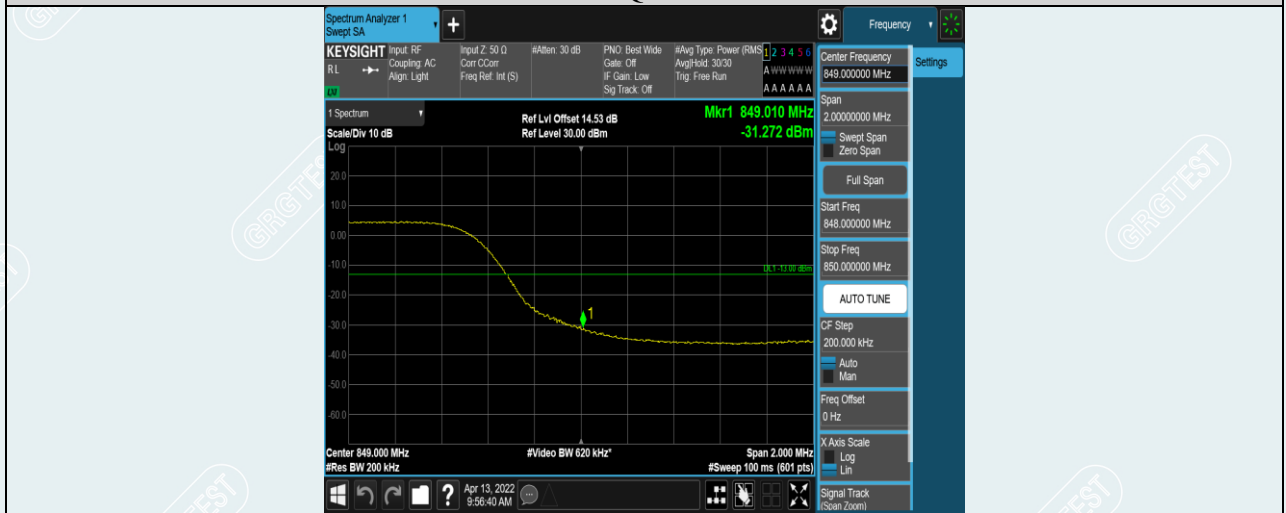 Spectrum Analyzer 1
Swept SA
+
Frequency
KEYSIGHT
RL
LW
Input: RF
Coupling: AC
Align: Light
Input Z: 50 Ω
Corr CCorr
Freq Ref: Int (S)
#Atten: 30 dB
PNO: Best Wide
Gate: Off
IF Gain: Low
Sig Track: Off
#Avg Type: Power (RMS
Avg|Hold: 30/30
Trig: Free Run
1 2 3 4 5 6
A W W W W W
A A A A A A
1 Spectrum
Scale/Div 10 dB
Log
Ref Lvl Offset 14.53 dB
Ref Level 30.00 dBm
Mkr1 849.010 MHz
-31.272 dBm
20.0
10.0
0.00
-10.0
DL1 -13.00 dBm
-20.0
-30.0
1
-40.0
-50.0
-60.0
Center 849.000 MHz
#Res BW 200 kHz
#Video BW 620 kHz*
Span 2.000 MHz
#Sweep 100 ms (601 pts)
?
Apr 13, 2022
9:56:40 AM
Center Frequency
849.000000 MHz
Settings
Span
2.00000000 MHz
Swept Span
Zero Span
Full Span
Start Freq
848.000000 MHz
Stop Freq
850.000000 MHz
AUTO TUNE
CF Step
200.000 kHz
Auto
Man
Freq Offset
0 Hz
X Axis Scale
Log
Lin
Signal Track
(Span Zoom)
GRGTEST
GRGTEST
GRGTEST
GRGTEST